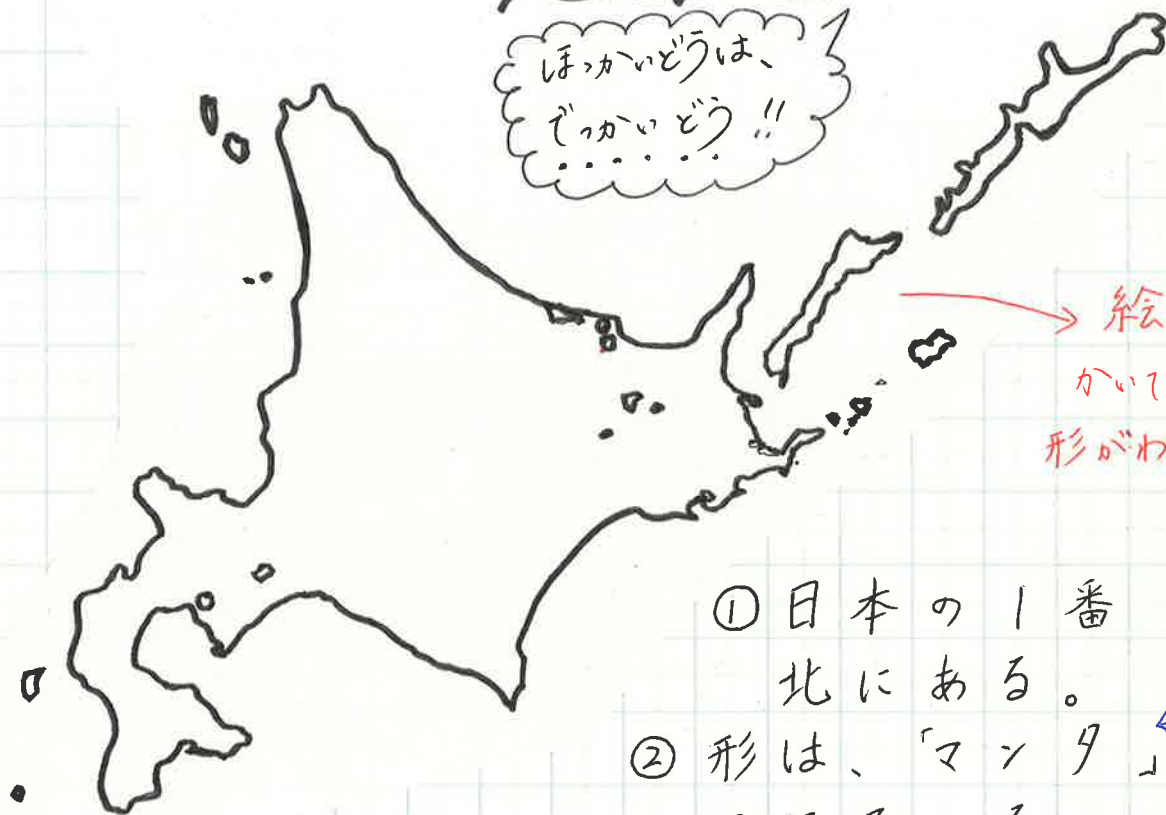 ほっかいどうは、
でっかいどう!!
絵
かいて
形がわ
①日本の1番
北にある。
②形は、「マンタ」